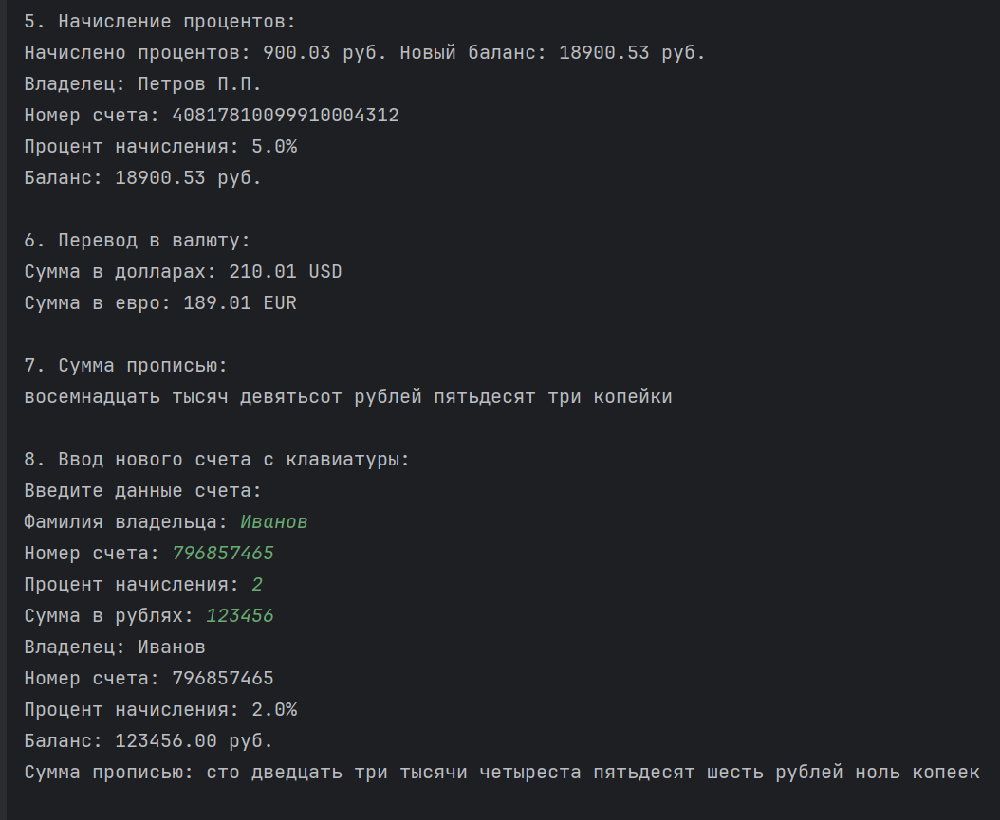 5. Начисление процентов:
Начислено процентов: 900.03 руб. Новый баланс: 18900.53 руб.
Владелец: Петров П.П.
Номер счета: 40817810099910004312
Процент начисления: 5.0%
Баланс: 18900.53 руб.
6. Перевод в валюту:
Сумма в долларах: 210.01 USD
Сумма в евро: 189.01 EUR
7. Сумма прописью:
восемнадцать тысяч девятьсот рублей пятьдесят три копейки
8. Ввод нового счета с клавиатуры:
Введите данные счета:
Фамилия владельца: Иванов
Номер счета: 796857465
Процент начисления: 2
Сумма в рублях: 123456
Владелец: Иванов
Номер счета: 796857465
Процент начисления: 2.0%
Баланс: 123456.00 руб.
Сумма прописью: сто двадцать три тысячи четыреста пятьдесят шесть рублей ноль копеек